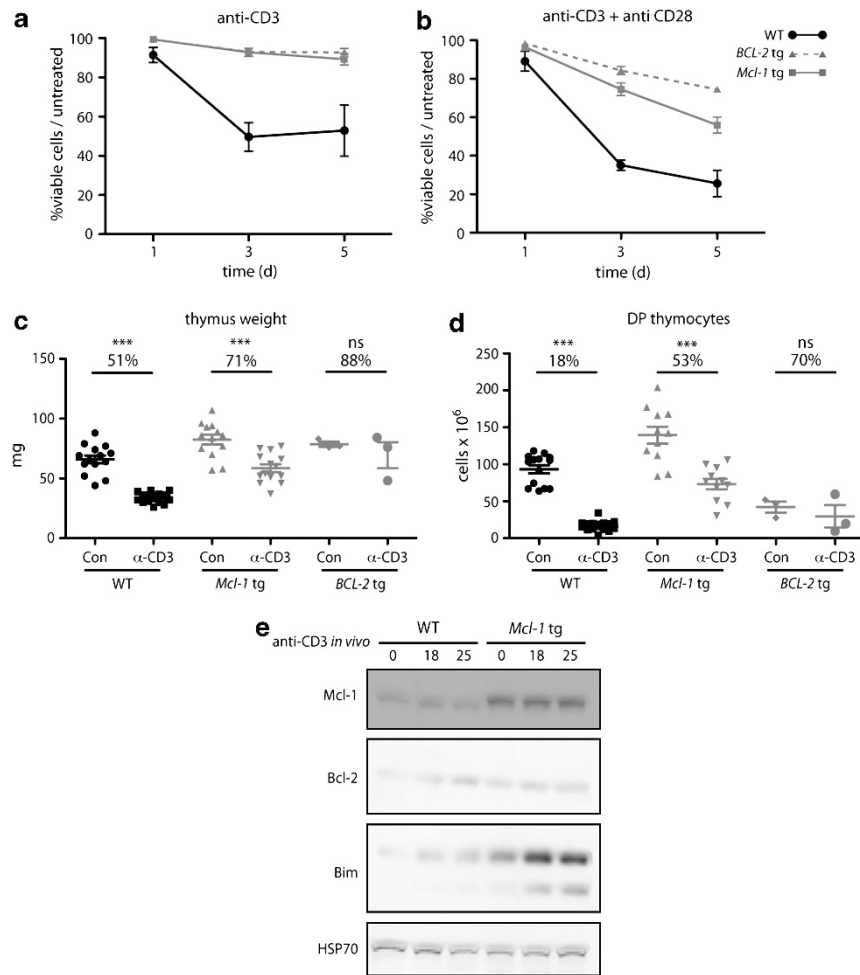 a
anti-CD3
%viable cells / untreated
100
80
60
40
20
0
1 3 5
time (d)
b
anti-CD3 + anti CD28
%viable cells / untreated
100
80
60
40
20
0
1 3 5
time (d)
WT
BCL-2 tg
Mcl-1 tg
c
thymus weight
*** *** ns
51% 71% 88%
mg
150
100
50
0
Con α-CD3 Con α-CD3 Con α-CD3
WT Mcl-1 tg BCL-2 tg
d
DP thymocytes
*** *** ns
18% 53% 70%
cells x 10⁶
250
200
150
100
50
0
Con α-CD3 Con α-CD3 Con α-CD3
WT Mcl-1 tg BCL-2 tg
e
WT Mcl-1 tg
anti-CD3 in vivo
0 18 25 0 18 25
Mcl-1
Bcl-2
Bim
HSP70